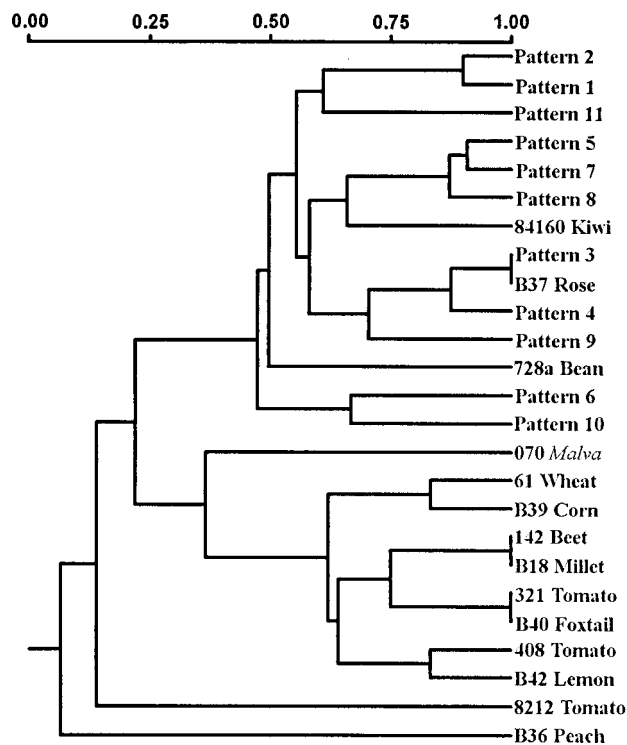 0.00 0.25 0.50 0.75 1.00
Pattern 2
Pattern 1
Pattern 11
Pattern 5
Pattern 7
Pattern 8
84160 Kiwi
Pattern 3
B37 Rose
Pattern 4
Pattern 9
728a Bean
Pattern 6
Pattern 10
070 Malva
61 Wheat
B39 Corn
142 Beet
B18 Millet
321 Tomato
B40 Foxtail
408 Tomato
B42 Lemon
8212 Tomato
B36 Peach